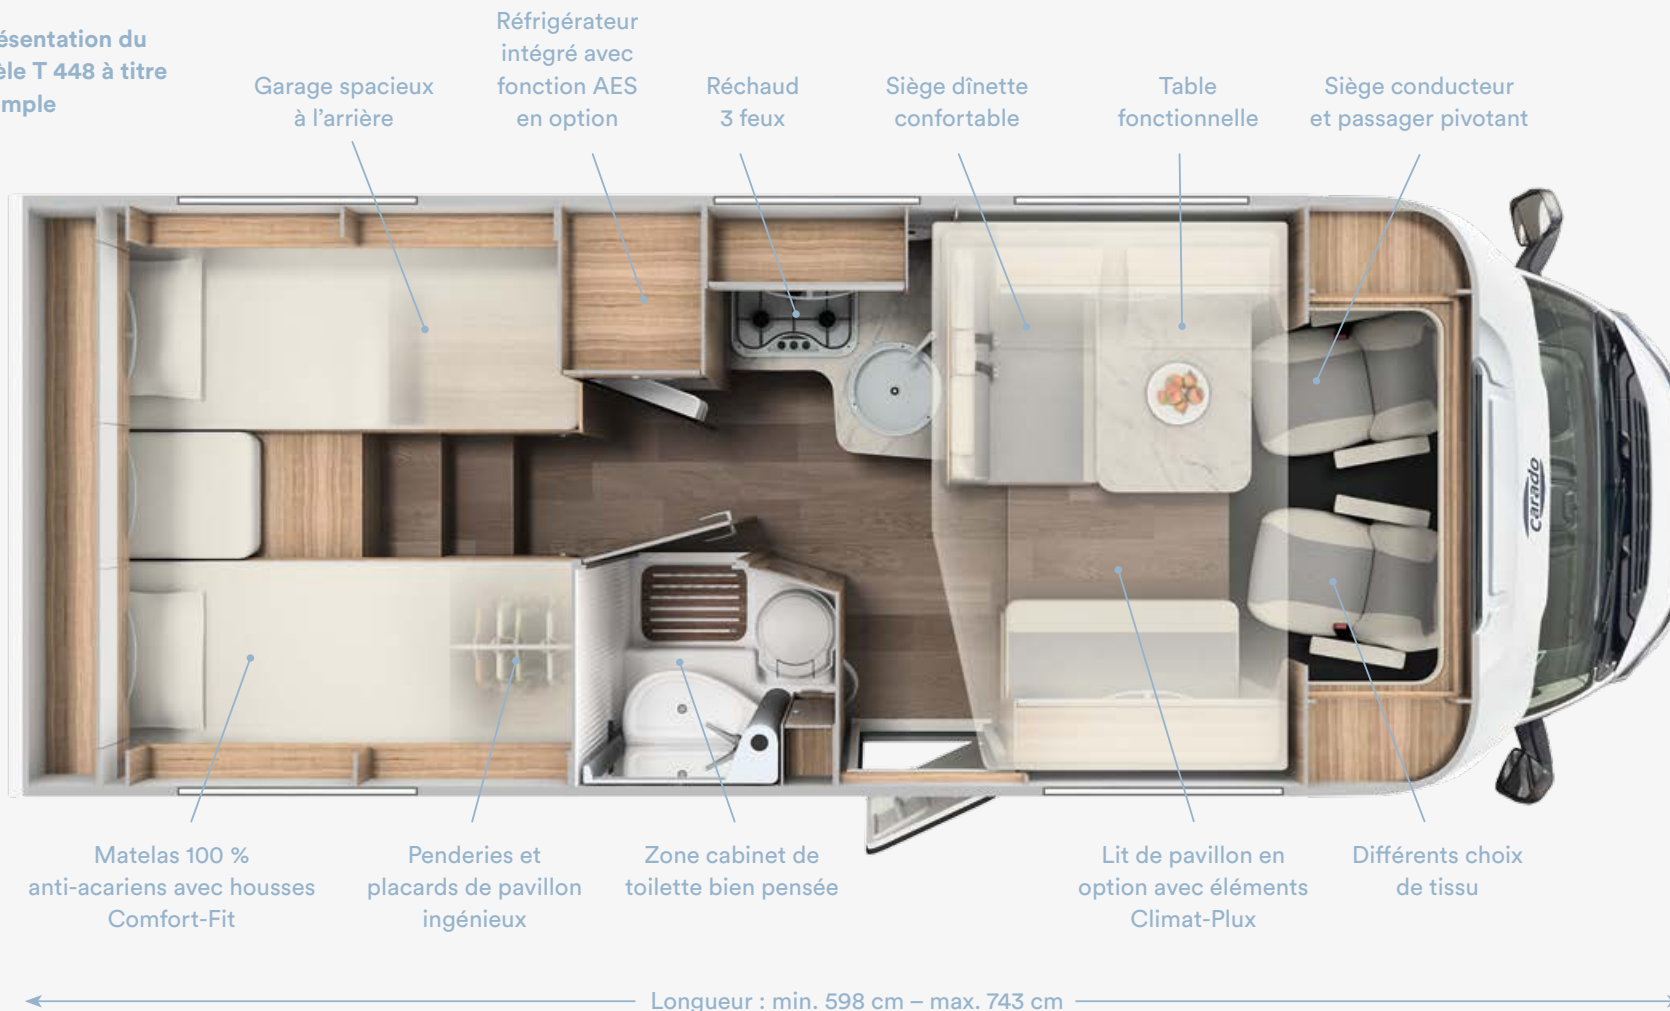 ésentation du
èle T 448 à titre
mple
Garage spacieux
à l’arrière
Réfrigérateur
intégré avec
fonction AES
en option
Réchaud
3 feux
Siège dînette
confortable
Table
fonctionnelle
Siège conducteur
et passager pivotant
carado
Matelas 100 %
anti-acariens avec housses
Comfort-Fit
Penderies et
placards de pavillon
ingénieux
Zone cabinet de
toilette bien pensée
Lit de pavillon en
option avec éléments
Climat-Plux
Différents choix
de tissu
Longueur : min. 598 cm – max. 743 cm